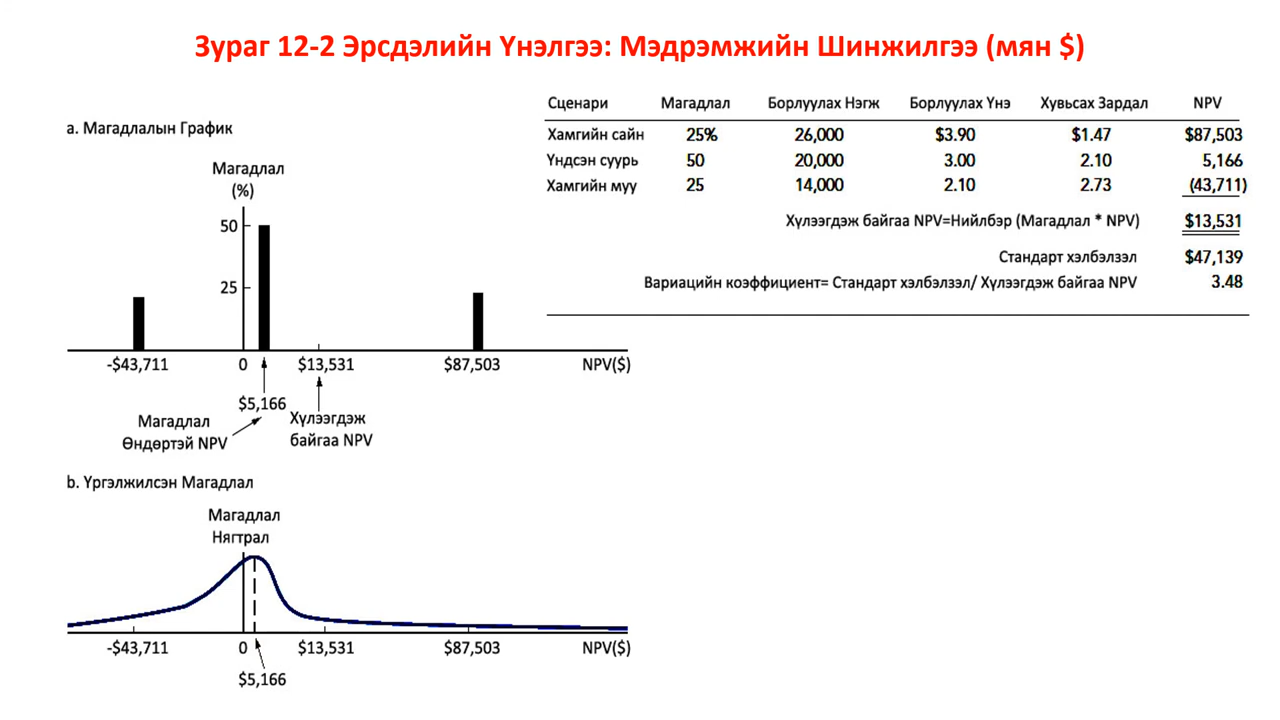 Зураг 12-2 Эрсдэлийн Үнэлгээ: Мэдрэмжийн Шинжилгээ (мян $)
a. Магадлалын График
Магадлал
(%)
50
25
-$43,711 0 $13,531 $87,503 NPV($)
$5,166
Магадлал
Өндөртэй NPV
Хүлээгдэж
байгаа NPV
b. Үргэлжилсэн Магадлал
Магадлал
Нягтрал
-$43,711 0 $13,531 $87,503 NPV($)
$5,166
Сценари Магадлал Борлуулах Нэгж Борлуулах Үнэ Хувьсах Зардал NPV
Хамгийн сайн 25% 26,000 $3.90 $1.47 $87,503
Үндсэн суурь 50 20,000 3.00 2.10 5,166
Хамгийн муу 25 14,000 2.10 2.73 (43,711)
Хүлээгдэж байгаа NPV=Нийлбэр (Магадлал * NPV) $13,531
Стандарт хэлбэлзэл $47,139
Вариацийн коэффициент= Стандарт хэлбэлзэл/ Хүлээгдэж байгаа NPV 3.48